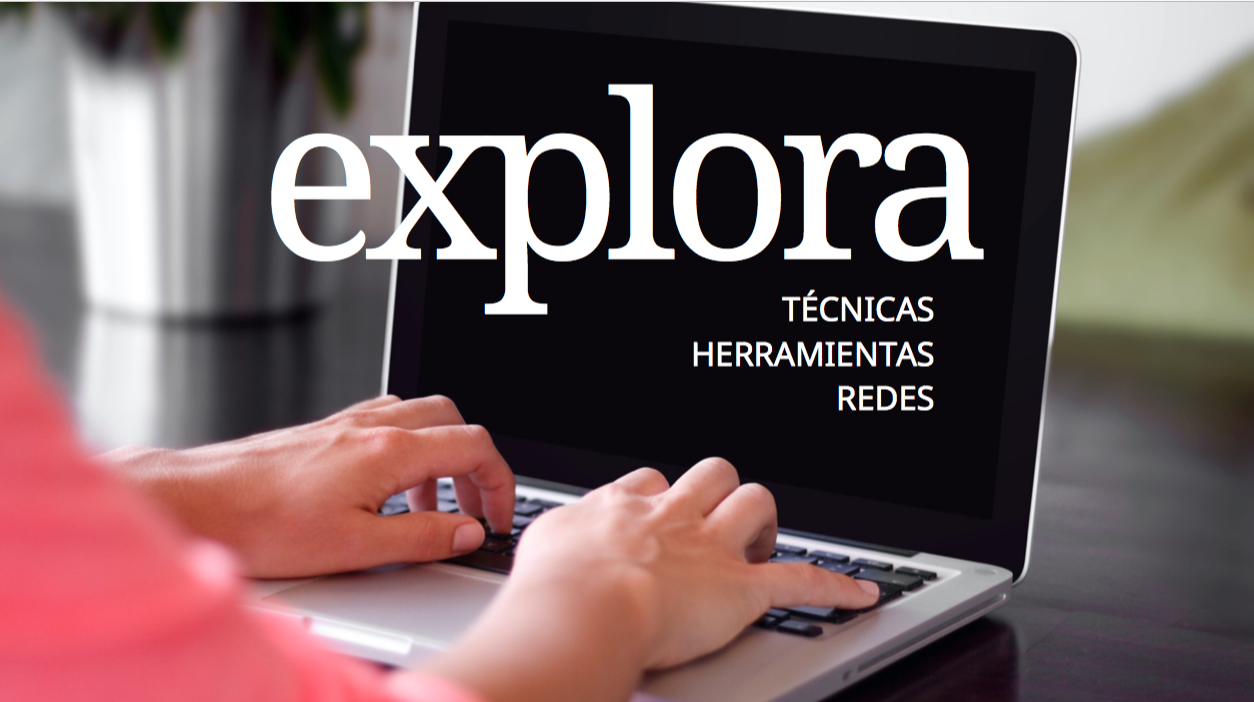 explora
TÉCNICAS
HERRAMIENTAS
REDES